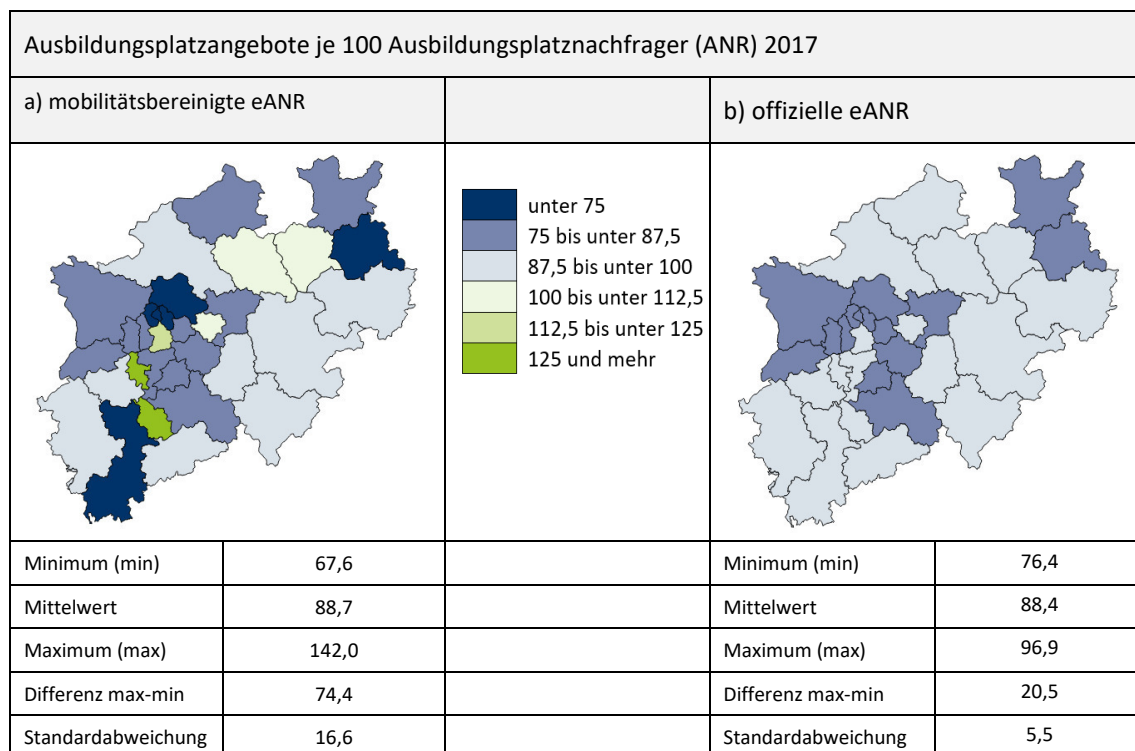 Ausbildungsplatzangebote je 100 Ausbildungsplatznachfrager (ANR) 2017
a) mobilitätsbereinigte eANR
b) offizielle eANR
unter 75
75 bis unter 87,5
87,5 bis unter 100
100 bis unter 112,5
112,5 bis unter 125
125 und mehr
Minimum (min) 67,6 Minimum (min) 76,4
Mittelwert 88,7 Mittelwert 88,4
Maximum (max) 142,0 Maximum (max) 96,9
Differenz max-min 74,4 Differenz max-min 20,5
Standardabweichung 16,6 Standardabweichung 5,5